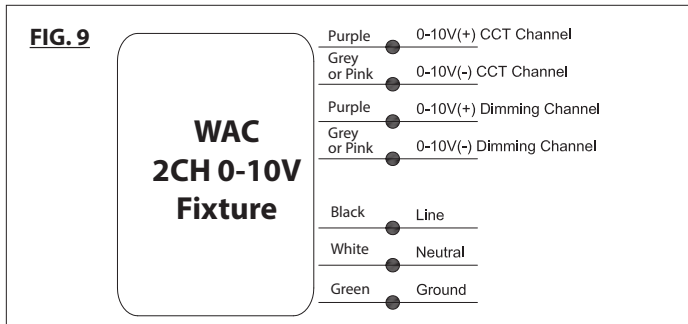 FIG. 9
WAC
2CH 0-10V
Fixture
Purple 0-10V(+) CCT Channel
Grey
or Pink 0-10V(-) CCT Channel
Purple 0-10V(+) Dimming Channel
Grey
or Pink 0-10V(-) Dimming Channel
Black Line
White Neutral
Green Ground